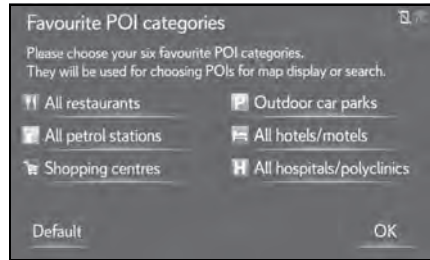 Favourite POI categories
Please choose your six favourite POI categories.
They will be used for choosing POIs for map display or search.
All restaurants
P Outdoor car parks
All petrol stations
All hotels/motels
Shopping centres
H All hospitals/polyclinics
Default
OK